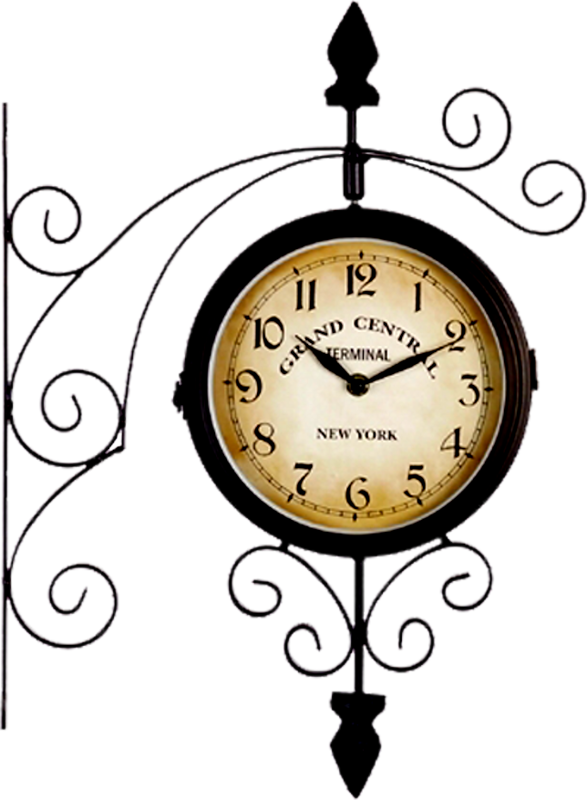 12
11 1
GRAND CENTRAL
10 2
TERMINAL
9 3
NEW YORK
8 4
7 5
6